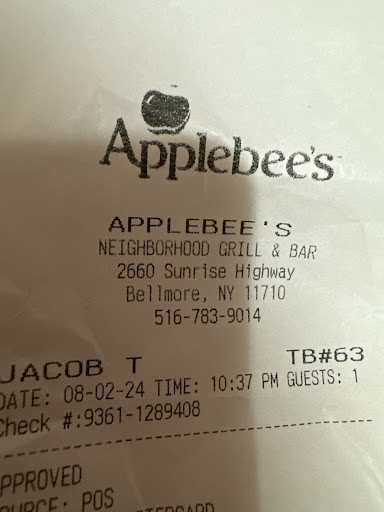 Applebee's
APPLEBEE'S
NEIGHBORHOOD GRILL & BAR
2660 Sunrise Highway
Bellmore, NY 11710
516-783-9014
JACOB T TB#63
DATE: 08-02-24 TIME: 10:37 PM GUESTS: 1
Check #:9361-1289408
PPROVED
OURCE: POS